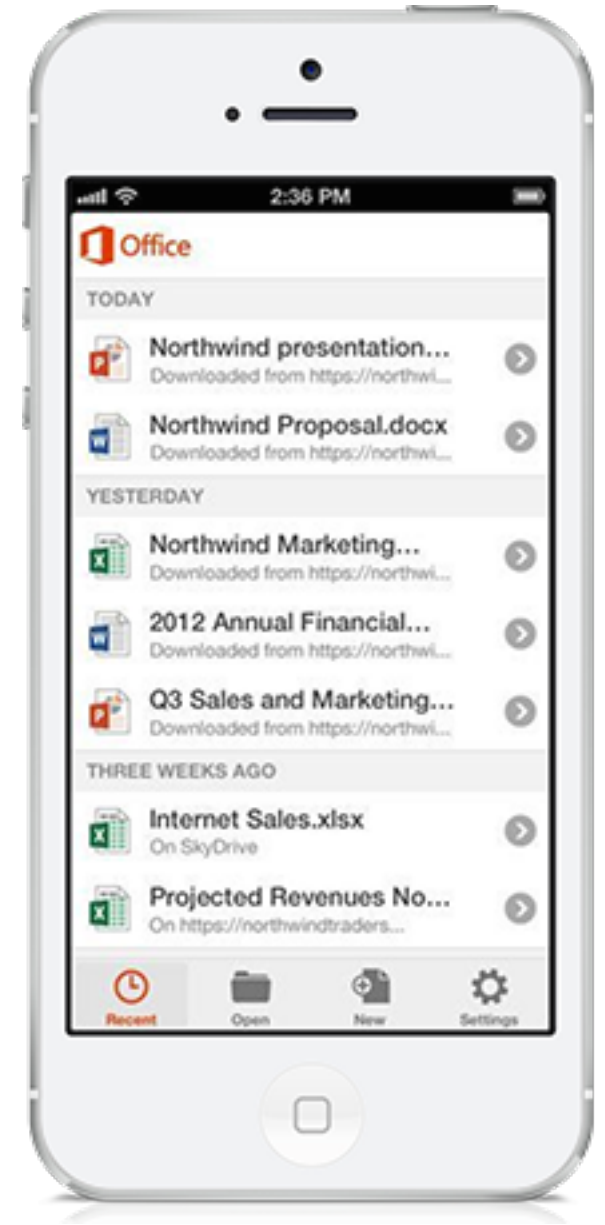 2:36 PM
Office
TODAY
Northwind presentation...
Downloaded from https://northwi...
Northwind Proposal.docx
Downloaded from https://northwi...
YESTERDAY
Northwind Marketing...
Downloaded from https://northwi...
2012 Annual Financial...
Downloaded from https://northwi...
Q3 Sales and Marketing...
Downloaded from https://northwi...
THREE WEEKS AGO
Internet Sales.xlsx
On SkyDrive
Projected Revenues No...
On https://northwindtraders...
Recent Open New Settings